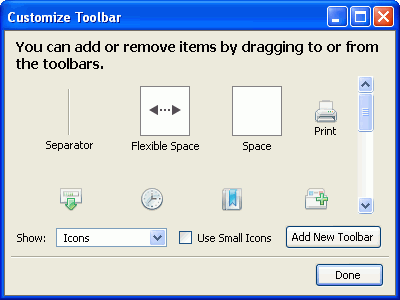 Customize Toolbar
You can add or remove items by dragging to or from
the toolbars.
Separator
Flexible Space
Space
Print
Show:
Icons
Use Small Icons
Add New Toolbar
Done